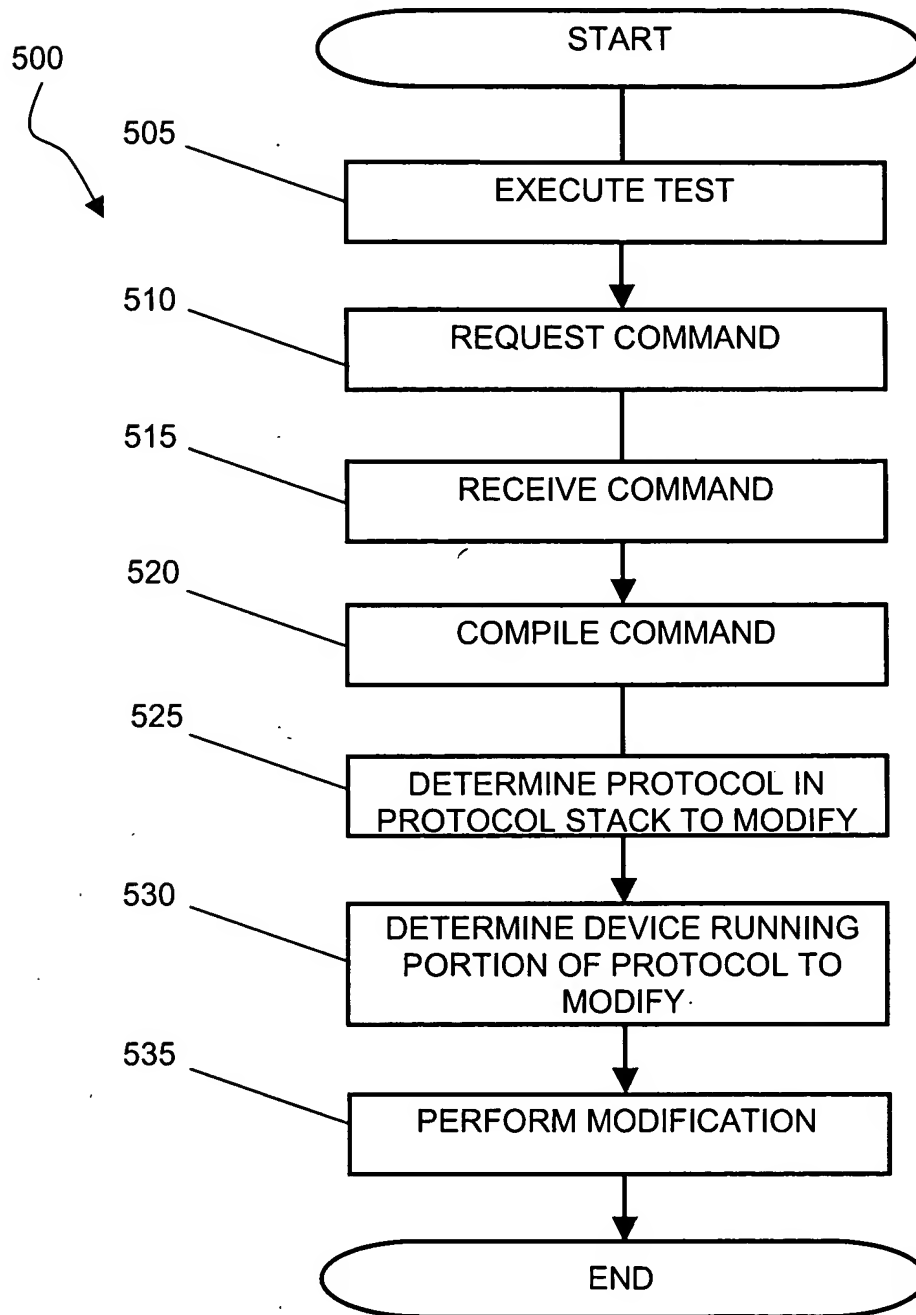 START
500
505
EXECUTE TEST
510
REQUEST COMMAND
515
RECEIVE COMMAND
520
COMPILE COMMAND
525
DETERMINE PROTOCOL IN
PROTOCOL STACK TO MODIFY
530
DETERMINE DEVICE RUNNING
PORTION OF PROTOCOL TO
MODIFY
535
PERFORM MODIFICATION
END